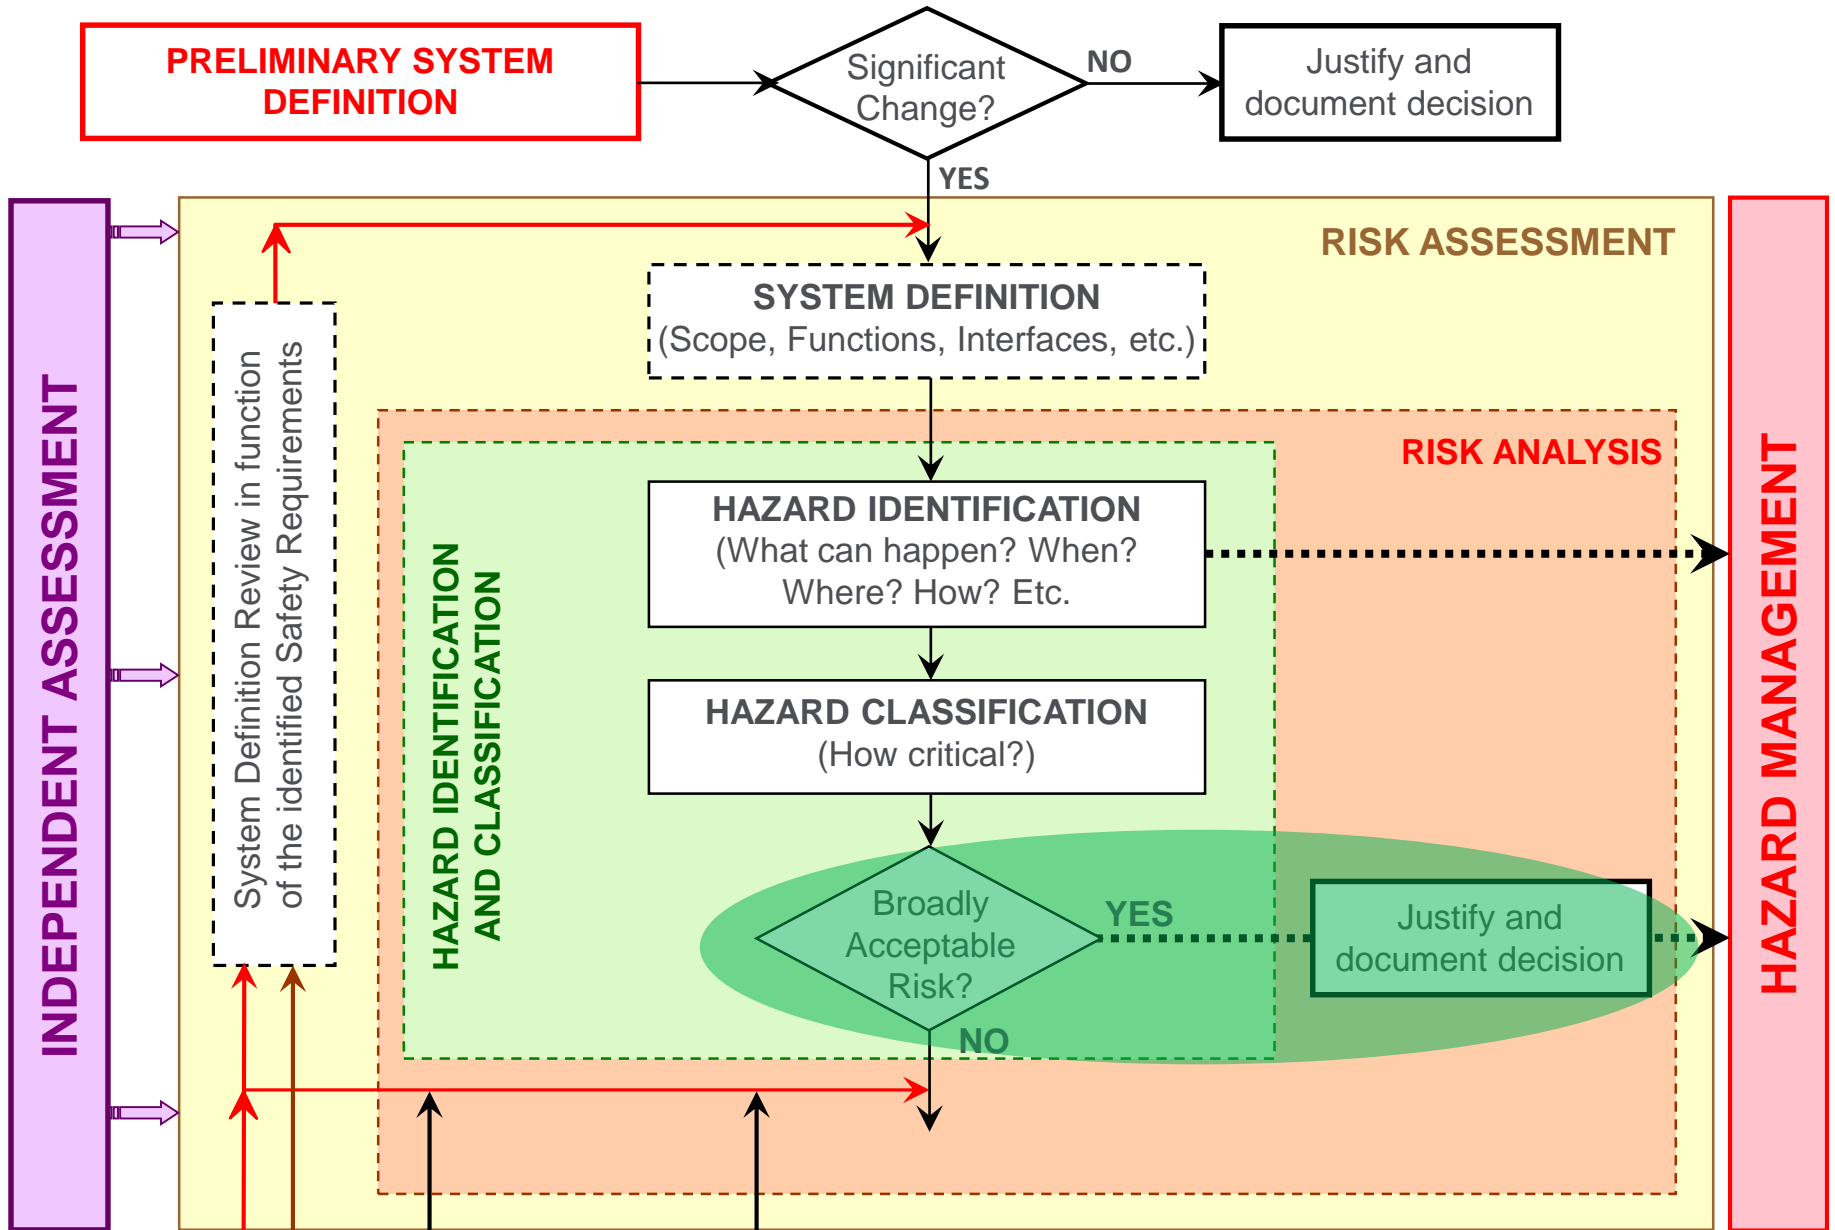 PRELIMINARY SYSTEM
DEFINITION
Significant
Change?
NO
Justify and
document decision
YES
INDEPENDENT ASSESSMENT
RISK ASSESSMENT
System Definition Review in function
of the identified Safety Requirements
SYSTEM DEFINITION
(Scope, Functions, Interfaces, etc.)
RISK ANALYSIS
HAZARD IDENTIFICATION
AND CLASSIFICATION
HAZARD IDENTIFICATION
(What can happen? When?
Where? How? Etc.
HAZARD CLASSIFICATION
(How critical?)
Broadly
Acceptable
Risk?
YES
Justify and
document decision
NO
HAZARD MANAGEMENT